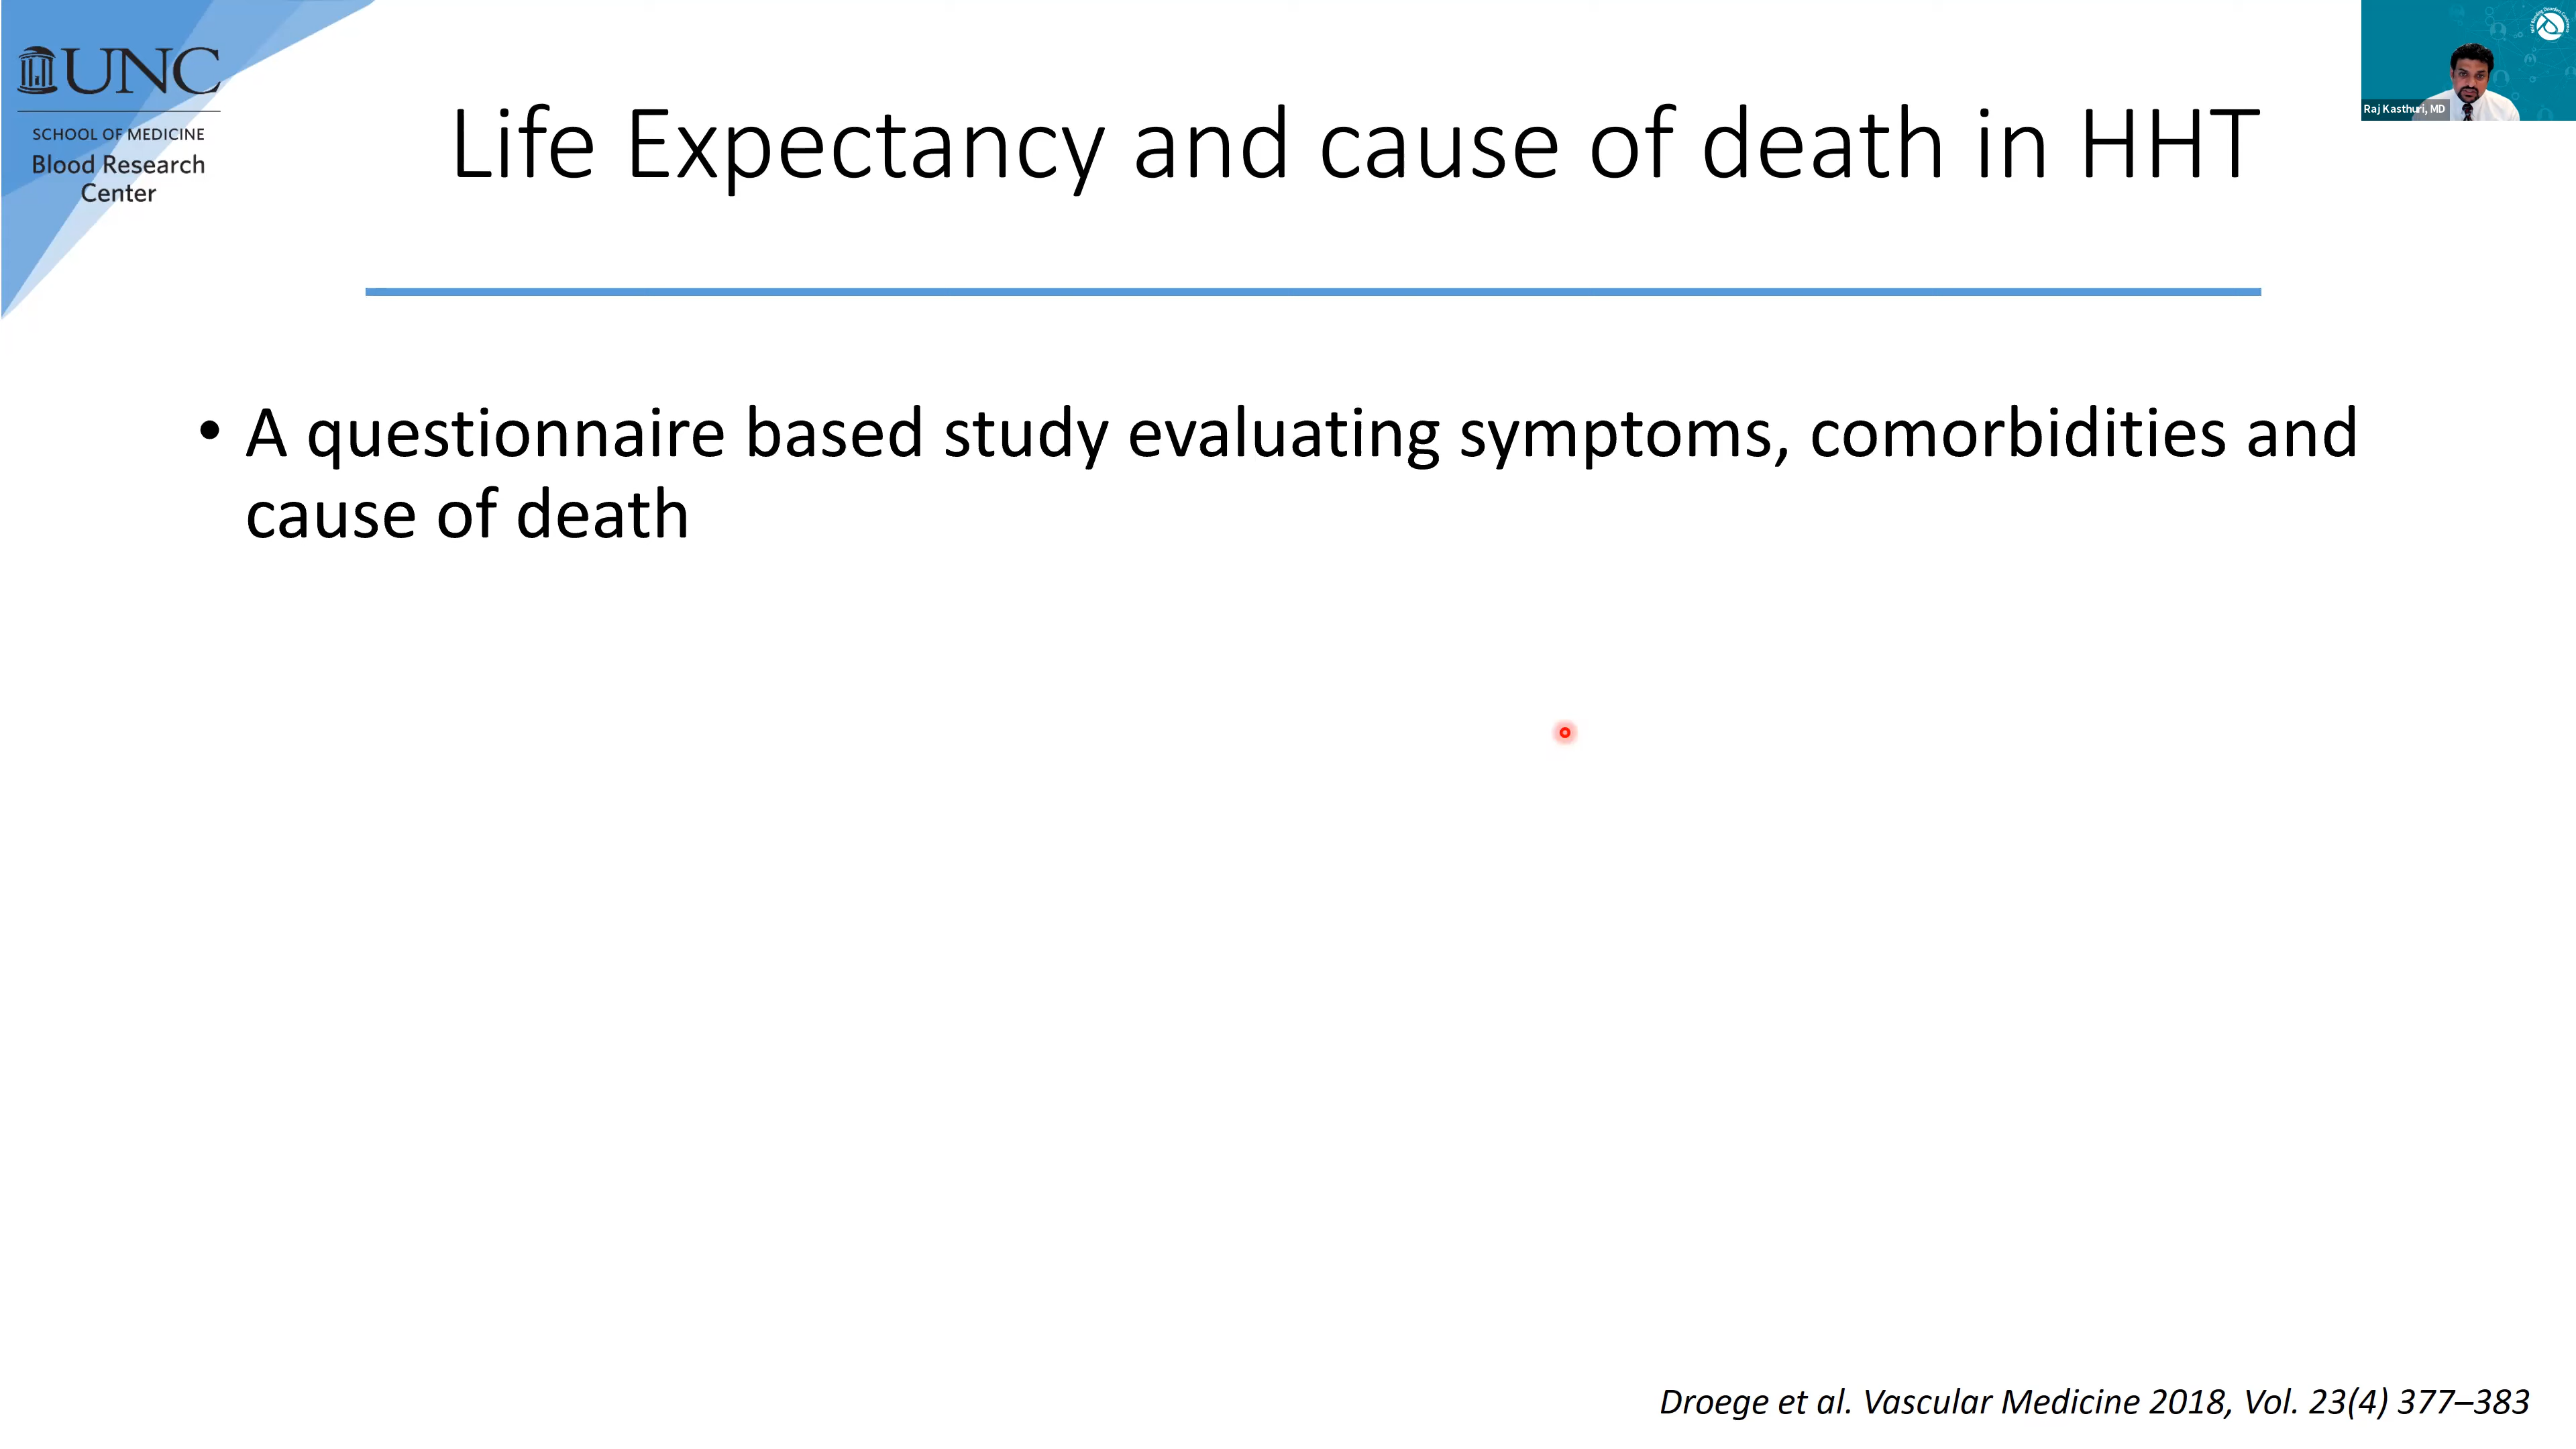 UNC
SCHOOL OF MEDICINE
Blood Research
Center
Life Expectancy and cause of death in HHT
Raj Kasthuri, MD
• A questionnaire based study evaluating symptoms, comorbidities and
cause of death
Droege et al. Vascular Medicine 2018, Vol. 23(4) 377–383